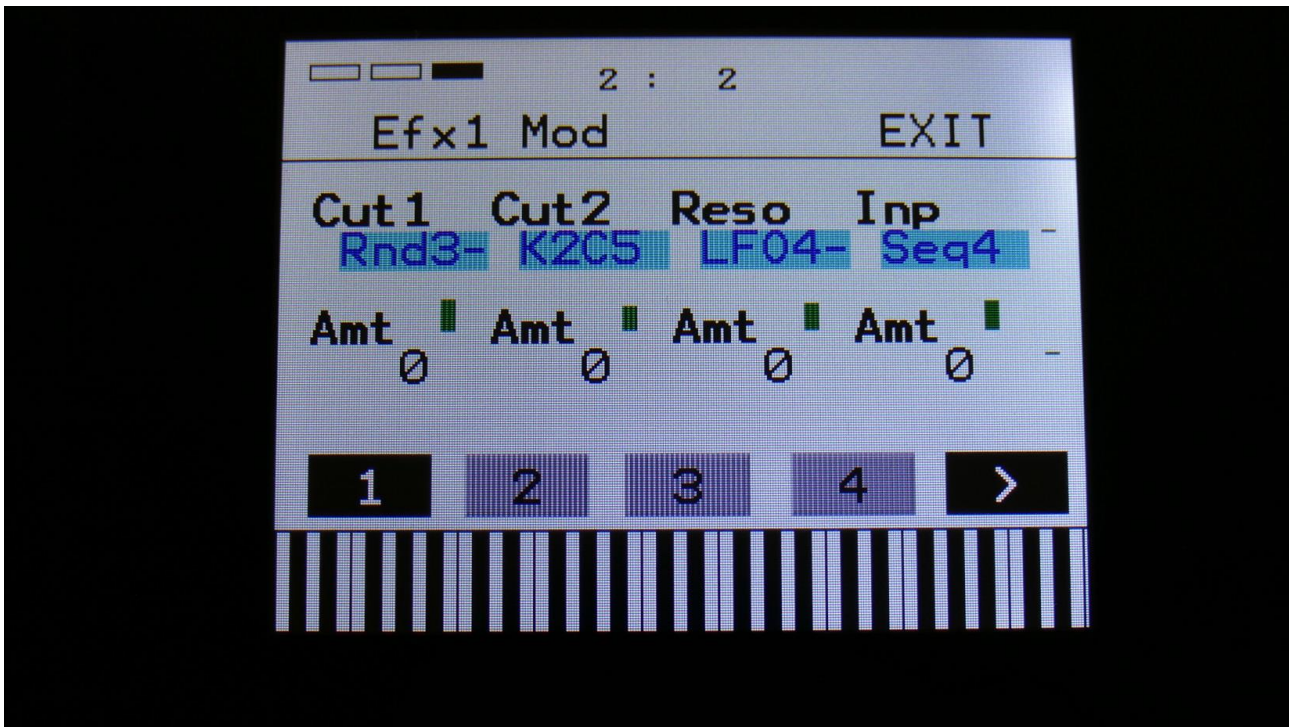 2 : 2
Efx1 Mod EXIT
Cut1 Cut2 Reso Inp
Rnd3- K2C5 LFO4- Seq4
Amt Amt Amt Amt
0 0 0 0
1 2 3 4 >